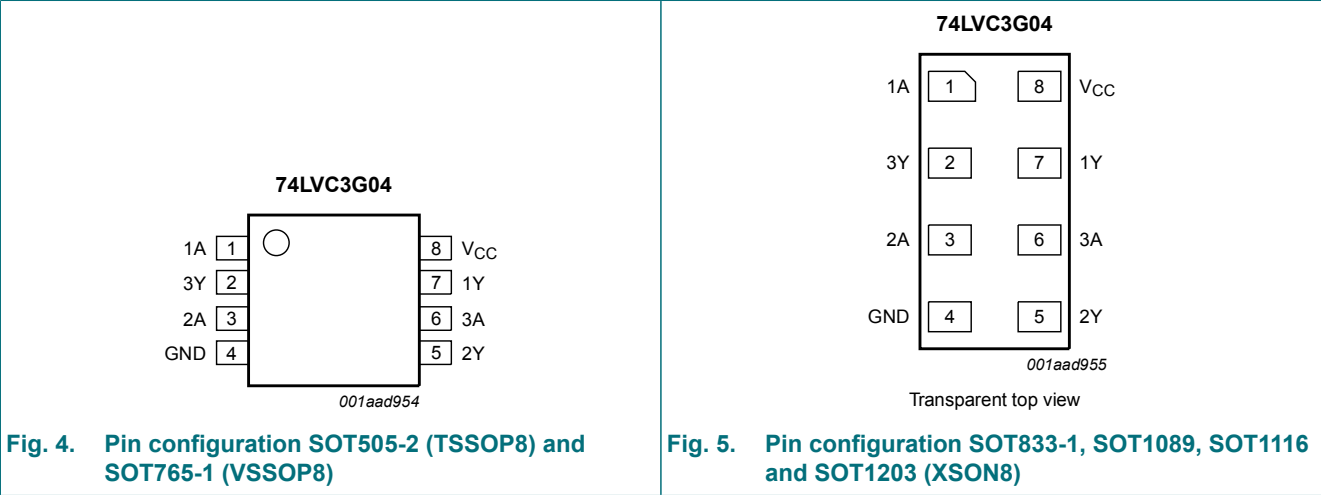 74LVC3G04
1A 1 8 VCC
3Y 2 7 1Y
2A 3 6 3A
GND 4 5 2Y
001aad954
Fig. 4. Pin configuration SOT505-2 (TSSOP8) and
SOT765-1 (VSSOP8)
74LVC3G04
1A 1 8 VCC
3Y 2 7 1Y
2A 3 6 3A
GND 4 5 2Y
001aad955
Transparent top view
Fig. 5. Pin configuration SOT833-1, SOT1089, SOT1116
and SOT1203 (XSON8)